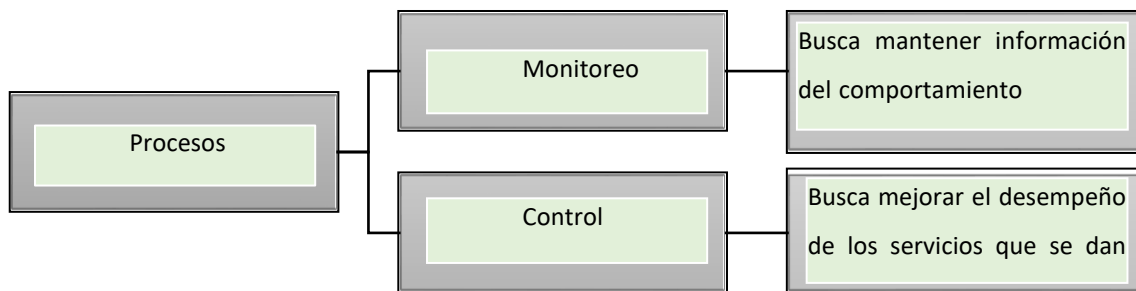 Procesos
Monitoreo
Busca mantener información
del comportamiento
Control
Busca mejorar el desempeño
de los servicios que se dan